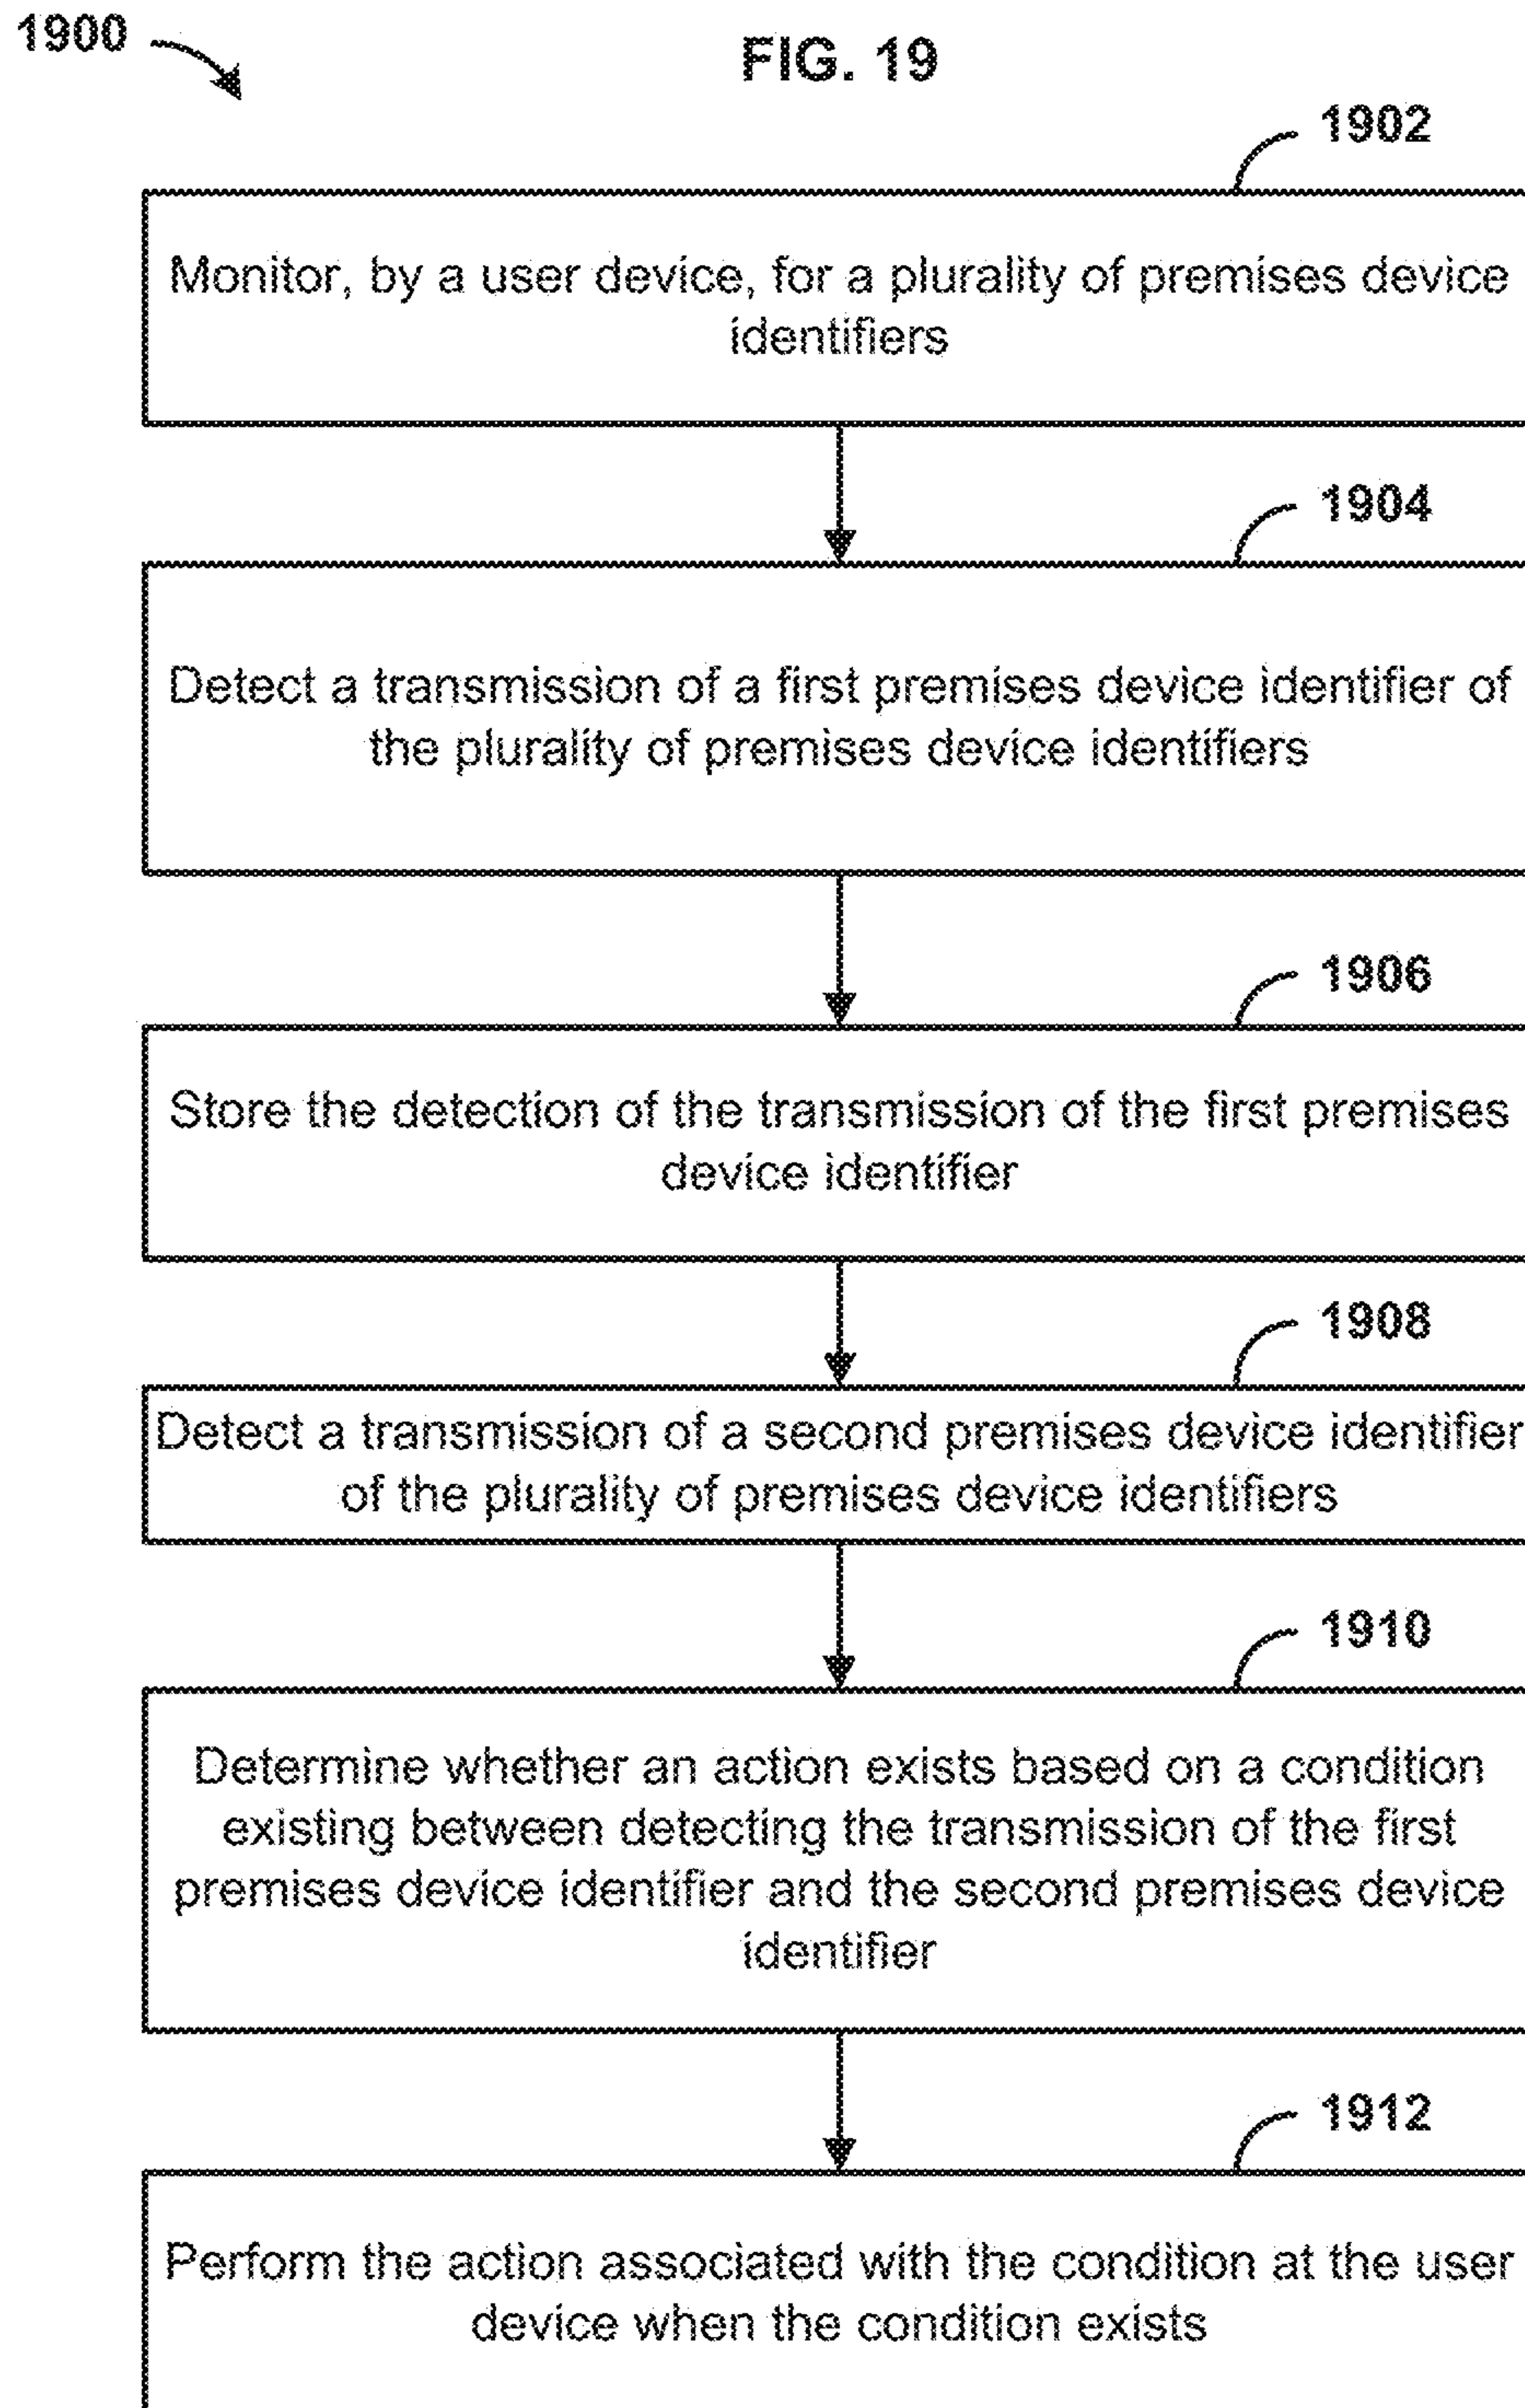 1900
FIG. 19
1902
Monitor, by a user device, for a plurality of premises device
identifiers
1904
Detect a transmission of a first premises device identifier of
the plurality of premises device identifiers
1906
Store the detection of the transmission of the first premises
device identifier
1908
Detect a transmission of a second premises device identifier
of the plurality of premises device identifiers
1910
Determine whether an action exists based on a condition
existing between detecting the transmission of the first
premises device identifier and the second premises device
identifier
1912
Perform the action associated with the condition at the user
device when the condition exists